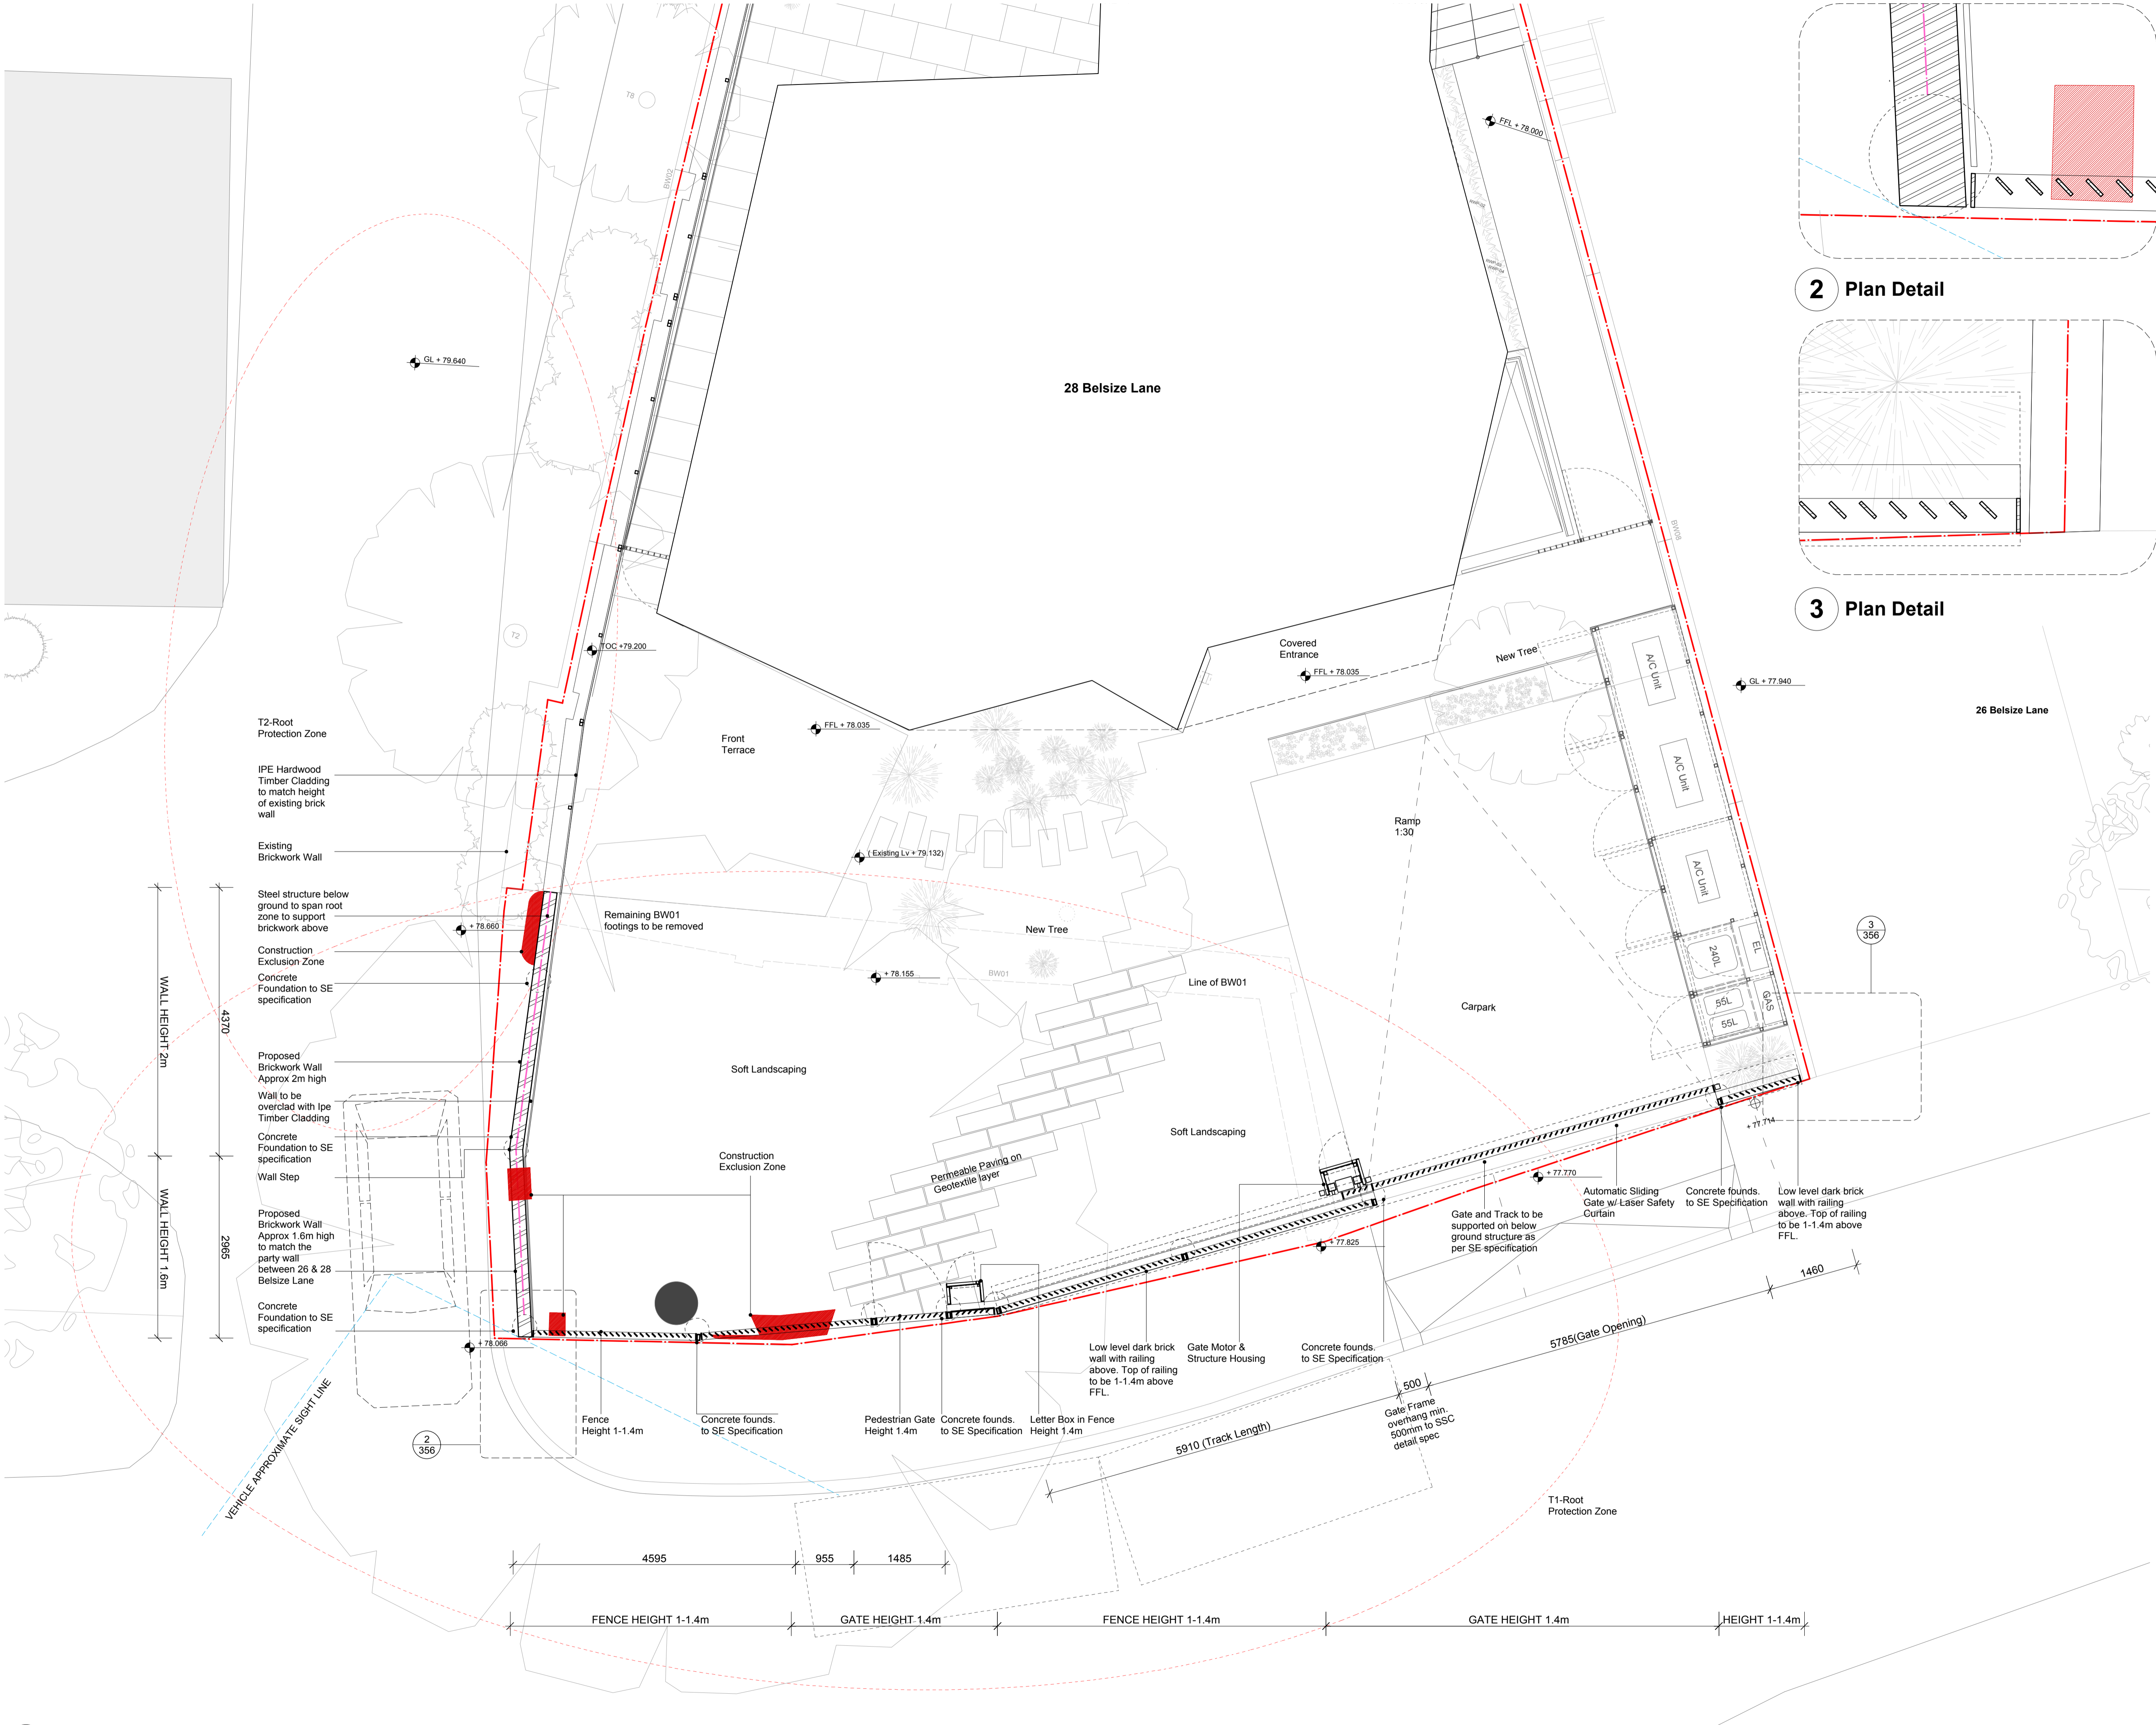 T8
BW02
FFL + 78.000
2 Plan Detail
GL + 79.640
28 Belsize Lane
BW08
3 Plan Detail
T2
TOC +79.200
Covered
Entrance
FFL + 78.035
New Tree
A/C Unit
GL + 77.940
26 Belsize Lane
T2-Root
Protection Zone
FFL + 78.035
Front
Terrace
IPE Hardwood
Timber Cladding
to match height
of existing brick
wall
A/C Unit
Ramp
1:30
Existing
Brickwork Wall
( Existing Lv + 79.132)
A/C Unit
Steel structure below
ground to span root
zone to support
brickwork above
+ 78.660
Remaining BW01
footings to be removed
New Tree
240L
EL
3
356
Construction
Exclusion Zone
Concrete
Foundation to SE
specification
+ 78.155
BW01
Line of BW01
Carpark
55L
GAS
55L
WALL HEIGHT 2m
4370
Proposed
Brickwork Wall
Approx 2m high
Soft Landscaping
Wall to be
overclad with Ipe
Timber Cladding
Concrete
Foundation to SE
specification
Wall Step
Soft Landscaping
+ 77.714
Construction
Exclusion Zone
Permeable Paving on
Geotextile layer
+ 77.770
WALL HEIGHT 1.6m
2965
Proposed
Brickwork Wall
Approx 1.6m high
to match the
party wall
between 26 & 28
Belsize Lane
Concrete
Foundation to SE
specification
Gate and Track to be
supported on below
ground structure as
per SE specification
Automatic Sliding
Gate w/ Laser Safety
Curtain
Concrete founds.
to SE Specification
Low level dark brick
wall with railing
above. Top of railing
to be 1-1.4m above
FFL.
+ 77.825
+ 78.066
1460
5785(Gate Opening)
Low level dark brick
wall with railing
above. Top of railing
to be 1-1.4m above
FFL.
Gate Motor &
Structure Housing
Concrete founds.
to SE Specification
500
Gate Frame
overhang min.
500mm to SSC
detail spec
5910 (Track Length)
VEHICLE APPROXIMATE SIGHT LINE
2
356
Fence
Height 1-1.4m
Concrete founds.
to SE Specification
Pedestrian Gate
Height 1.4m
Concrete founds.
to SE Specification
Letter Box in Fence
Height 1.4m
T1-Root
Protection Zone
4595
955
1485
FENCE HEIGHT 1-1.4m
GATE HEIGHT 1.4m
FENCE HEIGHT 1-1.4m
GATE HEIGHT 1.4m
HEIGHT 1-1.4m